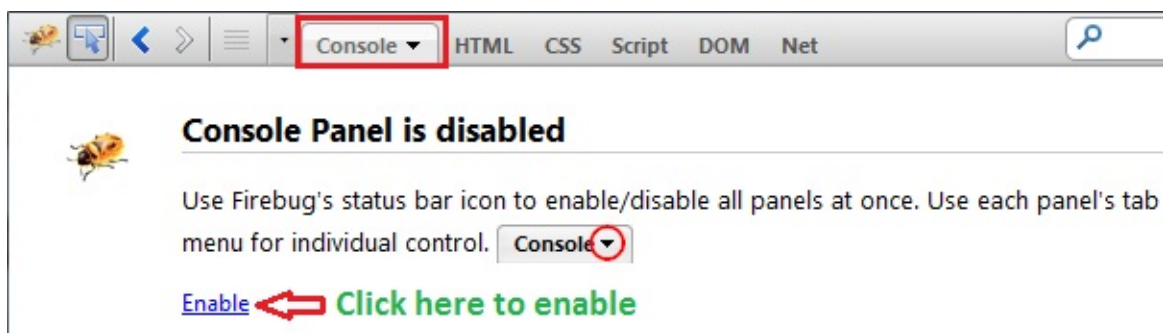 Console HTML CSS Script DOM Net
Console Panel is disabled
Use Firebug's status bar icon to enable/disable all panels at once. Use each panel's tab
menu for individual control. Console
Enable Click here to enable